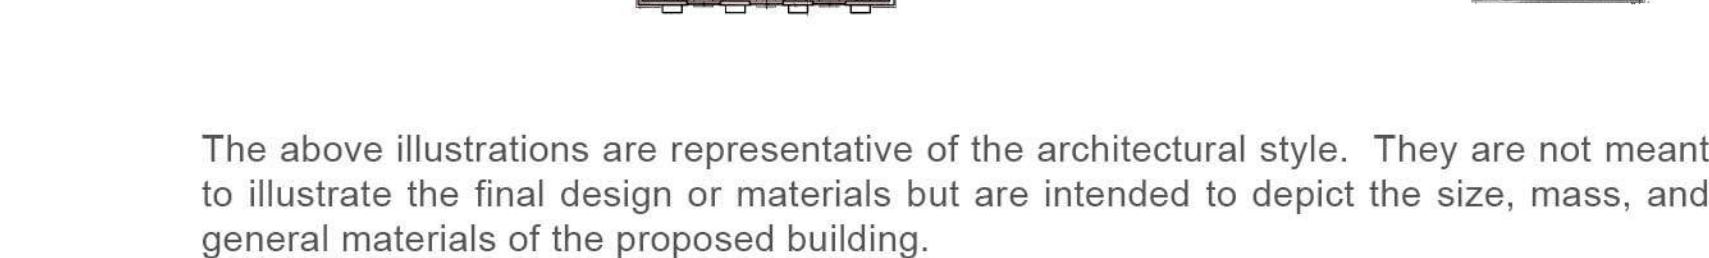 The above illustrations are representative of the architectural style.  They are not meant
to illustrate the final design or materials but are intended to depict the size, mass, and
general materials of the proposed building.